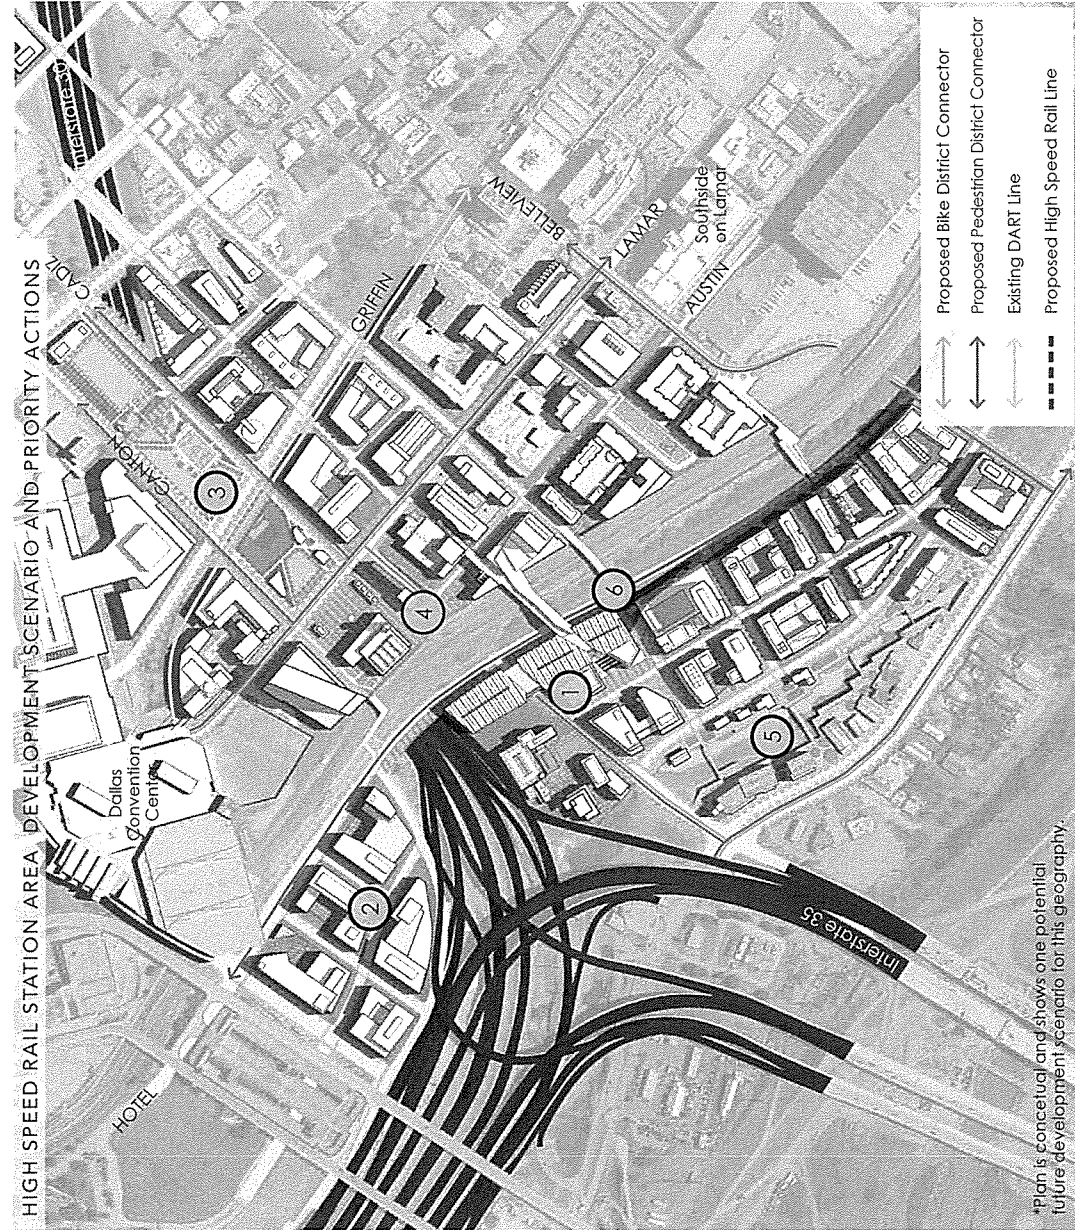 HIGH SPEED RAIL STATION AREA DEVELOPMENT SCENARIO AND PRIORITY ACTIONS
HOTEL
Dallas
Convention
Center
CANTON
CADIZ
Interstate 30
GRIFFIN
BELLEVIEW
LAMAR
Southside
on Lamar
AUSTIN
Interstate 35
1
2
3
4
5
6
Proposed Bike District Connector
Proposed Pedestrian District Connector
Existing DART Line
Proposed High Speed Rail Line
*Plan is concetual and shows one potential
future development scenario for this geography.